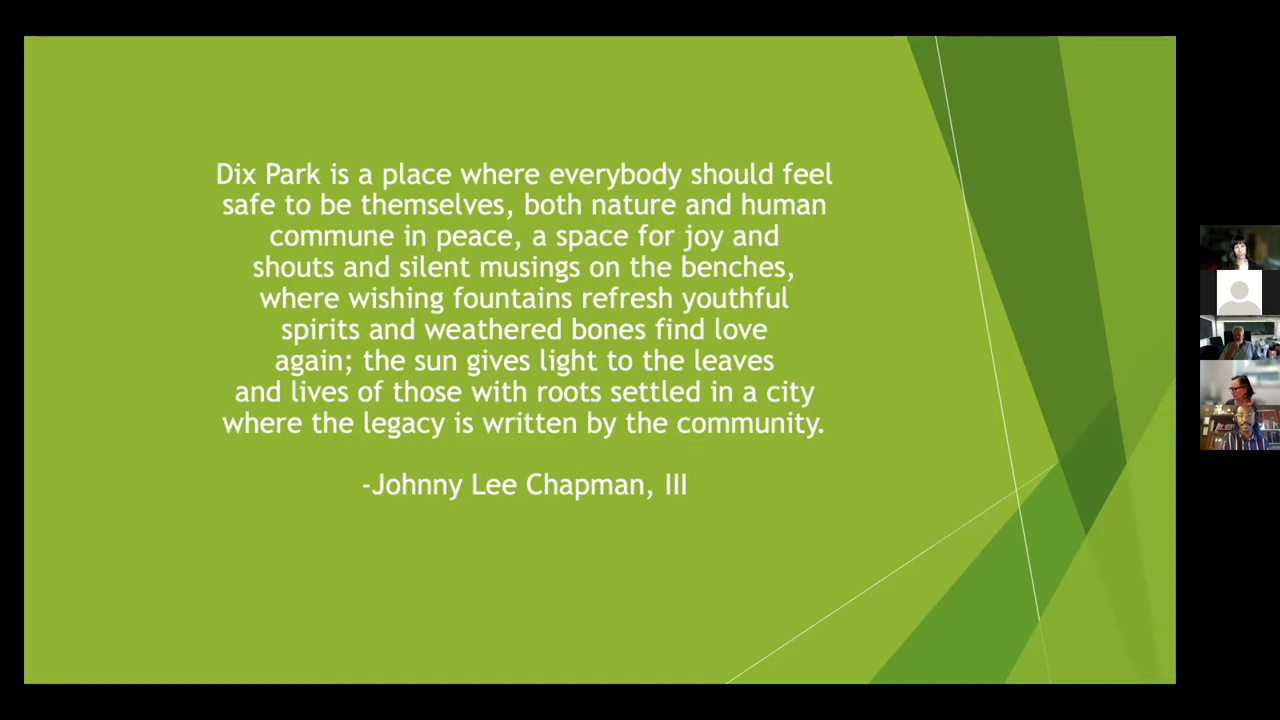 Dix Park is a place where everybody should feel
safe to be themselves, both nature and human
commune in peace, a space for joy and
shouts and silent musings on the benches,
where wishing fountains refresh youthful
spirits and weathered bones find love
again; the sun gives light to the leaves
and lives of those with roots settled in a city
where the legacy is written by the community.
-Johnny Lee Chapman, III